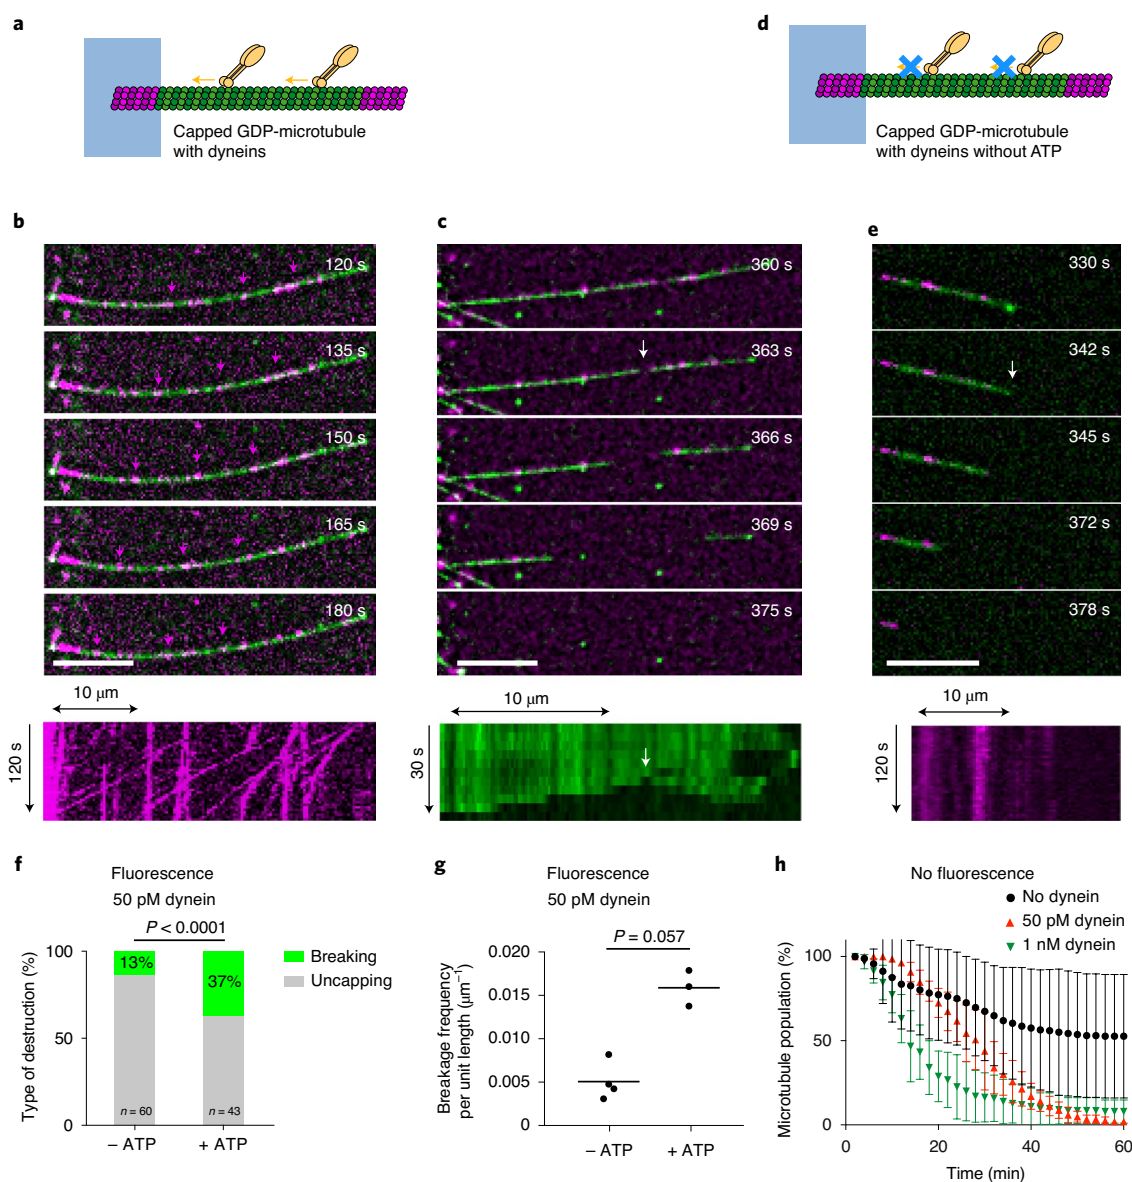 a
Capped GDP-microtubule
with dyneins
d
Capped GDP-microtubule
with dyneins without ATP
b
120 s
135 s
150 s
165 s
180 s
10 μm
120 s
c
360 s
363 s
366 s
369 s
375 s
10 μm
30 s
e
330 s
342 s
345 s
372 s
378 s
10 μm
120 s
f
Fluorescence
50 pM dynein
P < 0.0001
Type of destruction (%)
100
50
0
13%
37%
n = 60
n = 43
– ATP
+ ATP
Breaking
Uncapping
g
Fluorescence
50 pM dynein
P = 0.057
Breakage frequency
per unit length (μm⁻¹)
0.020
0.015
0.010
0.005
0
– ATP
+ ATP
h
No fluorescence
No dynein
50 pM dynein
1 nM dynein
Microtubule population (%)
100
50
0
0
20
40
60
Time (min)